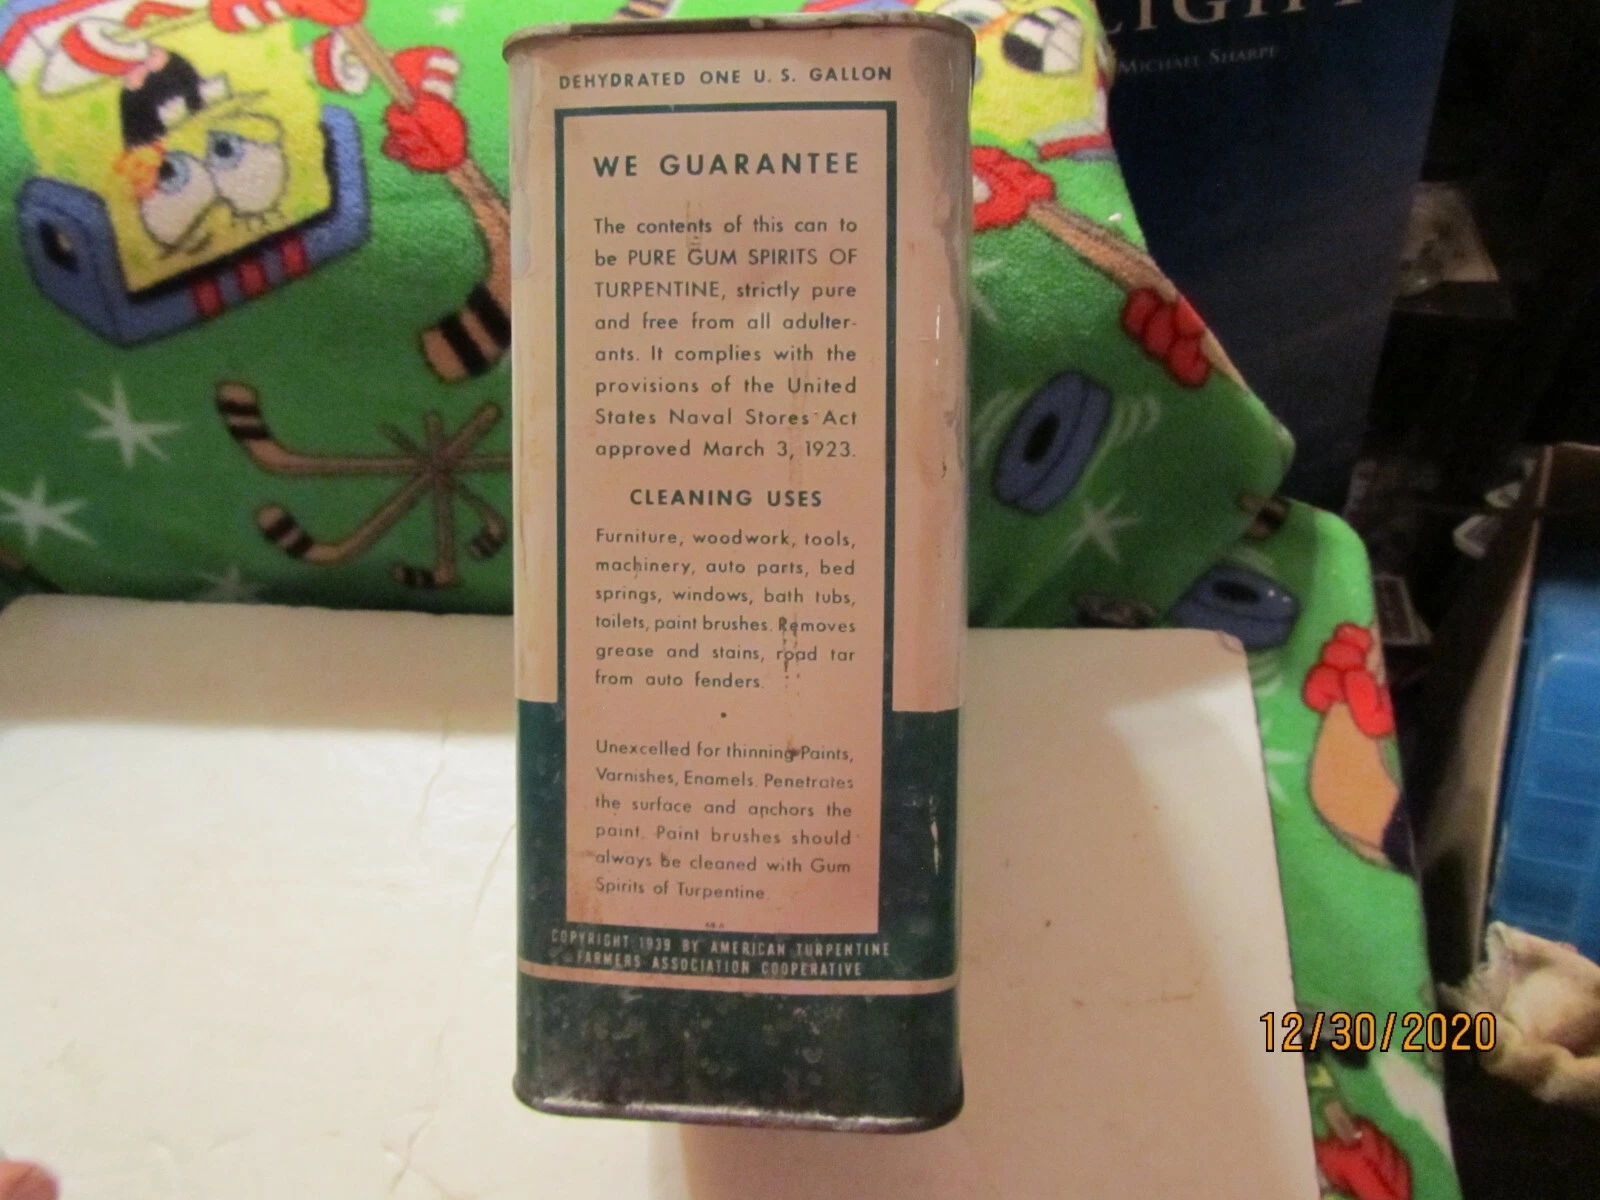 LIGHT
MICHAEL SHARPE
DEHYDRATED ONE U. S. GALLON
WE GUARANTEE
The contents of this can to
be PURE GUM SPIRITS OF
TURPENTINE, strictly pure
and free from all adulter-
ants. It complies with the
provisions of the United
States Naval Stores Act
approved March 3, 1923.
CLEANING USES
Furniture, woodwork, tools,
machinery, auto parts, bed
springs, windows, bath tubs,
toilets, paint brushes. Removes
grease and stains, road tar
from auto fenders.
•
Unexcelled for thinning Paints,
Varnishes, Enamels. Penetrates
the surface and anchors the
paint. Paint brushes should
always be cleaned with Gum
Spirits of Turpentine.
COPYRIGHT 1939 BY AMERICAN TURPENTINE
FARMERS ASSOCIATION COOPERATIVE
12/30/2020